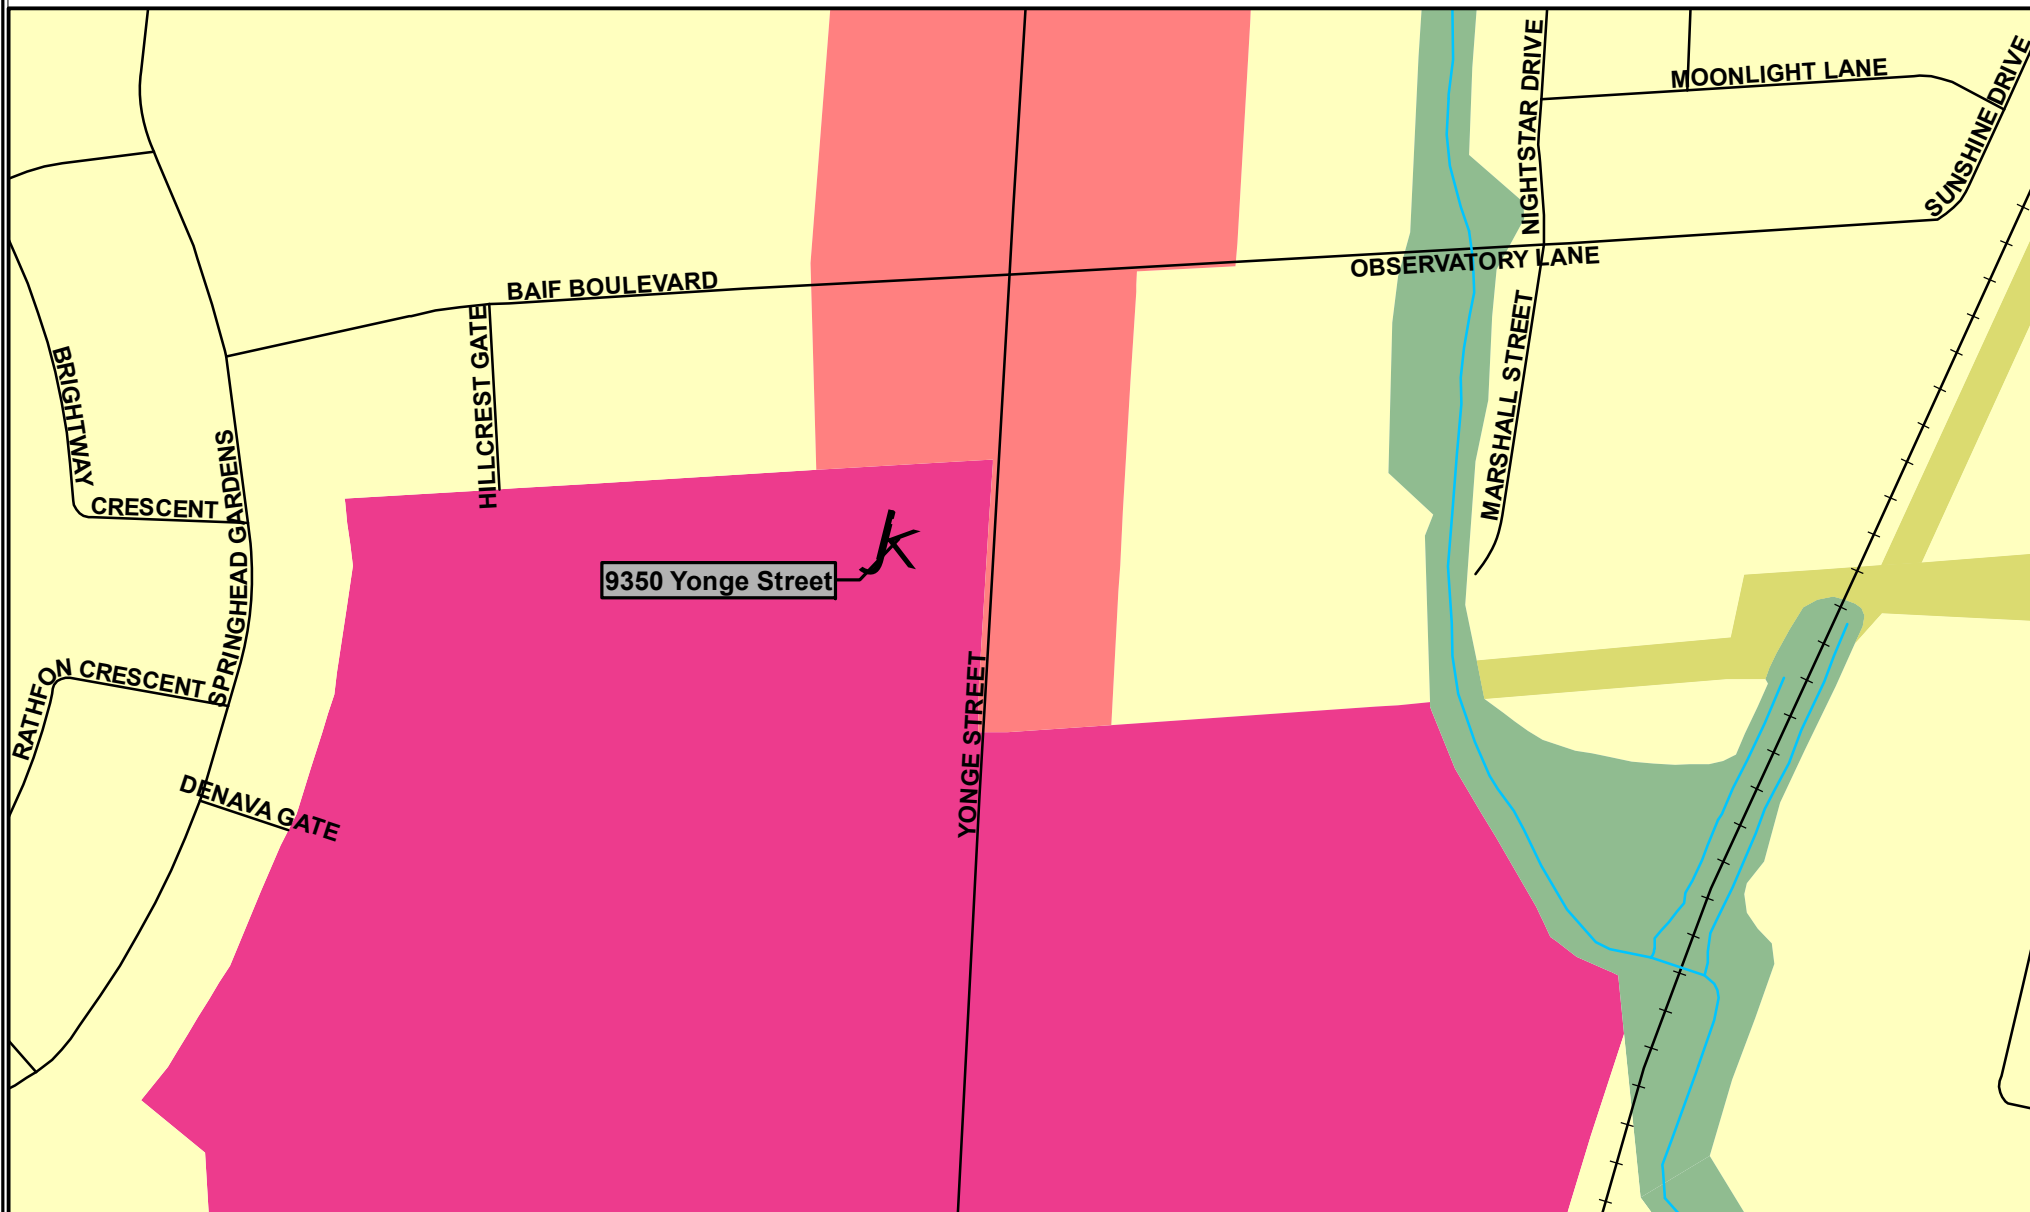 NIGHTSTAR DRIVE
MOONLIGHT LANE
SUNSHINE DRIVE
BAIF BOULEVARD
OBSERVATORY LANE
HILLCREST GATE
MARSHALL STREET
BRIGHTWAY
CRESCENT
SPRINGHEAD GARDENS
9350 Yonge Street
RATHFON CRESCENT
YONGE STREET
DENAVA GATE